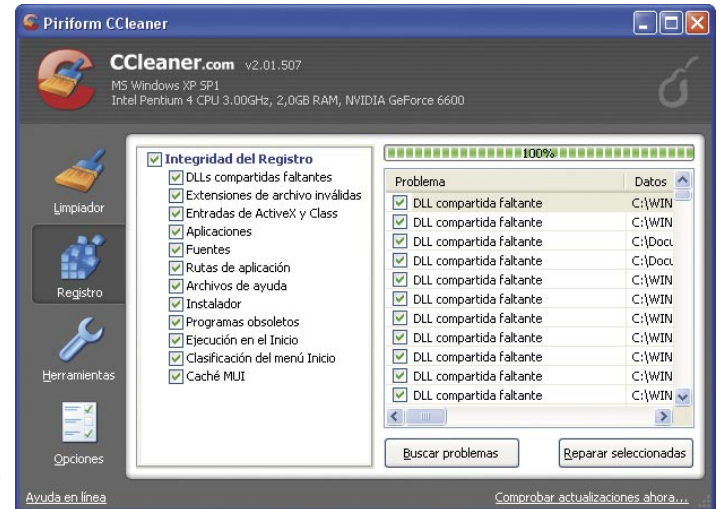 Piriform CCleaner
CCleaner.com v2.01.507
MS Windows XP SP1
Intel Pentium 4 CPU 3.00GHz, 2,0GB RAM, NVIDIA GeForce 6600
Limpiador
Registro
Herramientas
Opciones
Integridad del Registro
DLLs compartidas faltantes
Extensiones de archivo inválidas
Entradas de ActiveX y Class
Aplicaciones
Fuentes
Rutas de aplicación
Archivos de ayuda
Instalador
Programas obsoletos
Ejecución en el Inicio
Clasificación del menú Inicio
Caché MUI
100%
Problema Datos
DLL compartida faltante C:\WIN
DLL compartida faltante C:\WIN
DLL compartida faltante C:\Docu
DLL compartida faltante C:\Docu
DLL compartida faltante C:\WIN
DLL compartida faltante C:\WIN
DLL compartida faltante C:\WIN
DLL compartida faltante C:\WIN
DLL compartida faltante C:\WIN
DLL compartida faltante C:\WIN
DLL compartida faltante C:\WIN
Buscar problemas Reparar seleccionadas
Ayuda en línea Comprobar actualizaciones ahora...